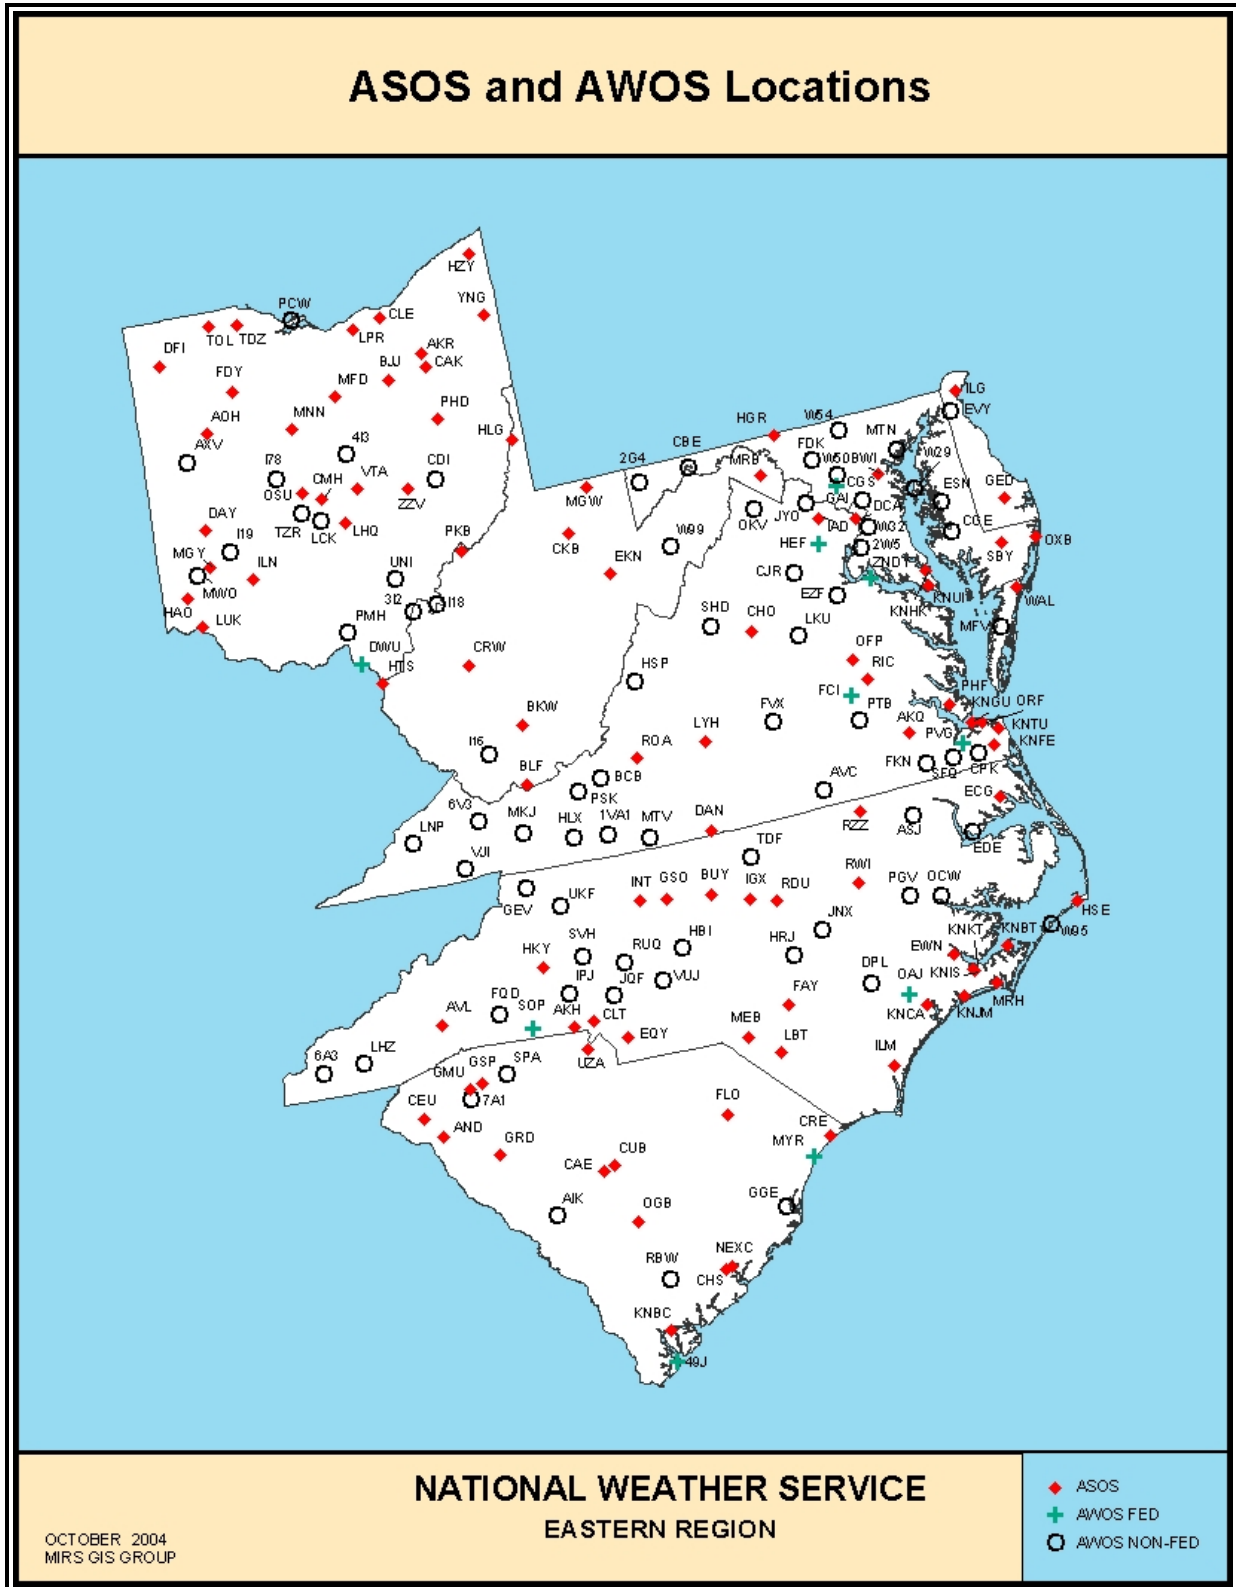 ASOS and AWOS Locations
HZY
YNG
PCW
CLE
TOL
TDZ
LPR
DFI
AKR
CAK
BJJ
FDY
MFD
PHD
AOH
MNN
HLG
AXV
4I3
I78
CMH
VTA
CDI
OSU
ZZV
DAY
TZR
LCK
LHQ
I19
PKB
MGY
ILN
UNI
MWO
HAO
LUK
3I2
I18
PMH
DWU
HTS
CRW
BKW
I16
BLF
ILG
EVY
W54
HGR
MTN
CBE
FDK
W50
BWI
W29
2G4
MRB
MGW
CGS
ESN
GED
GAI
DCA
JYO
OKV
IAD
W32
CGE
CKB
W99
HEF
2W5
SBY
OXB
EKN
CJR
NDY
EZF
KNUI
WAL
KNHK
SHD
CHO
LKU
MFV
OFP
RIC
HSP
FCI
PHF
KNGU
ORF
FVX
PTB
AKQ
PVG
KNTU
LYH
KNFE
ROA
FKN
SFQ
CPK
BCB
AVC
PSK
ECG
6V3
MKJ
HLX
1VA1
MTV
DAN
RZZ
ASJ
LNP
EDE
VJI
TDF
RWI
GEV
UKF
INT
GSO
BUY
IGX
RDU
PGV
OCW
HSE
JNX
W95
SVH
RUQ
HBI
HRJ
KNKT
KNBT
HKY
EWN
IPJ
JQF
VUJ
DPL
OAJ
KNIS
FQD
SOP
FAY
MRH
AVL
AKH
CLT
KNCA
KNJM
EQY
MEB
LBT
6A3
LHZ
UZA
ILM
GSP
SPA
GMU
7A1
CEU
FLO
AND
GRD
CRE
MYR
CUB
CAE
AIK
GGE
OGB
RBW
NEXC
CHS
KNBC
49J
NATIONAL WEATHER SERVICE
EASTERN REGION
OCTOBER 2004
MIRS GIS GROUP
ASOS
AWOS FED
AWOS NON-FED